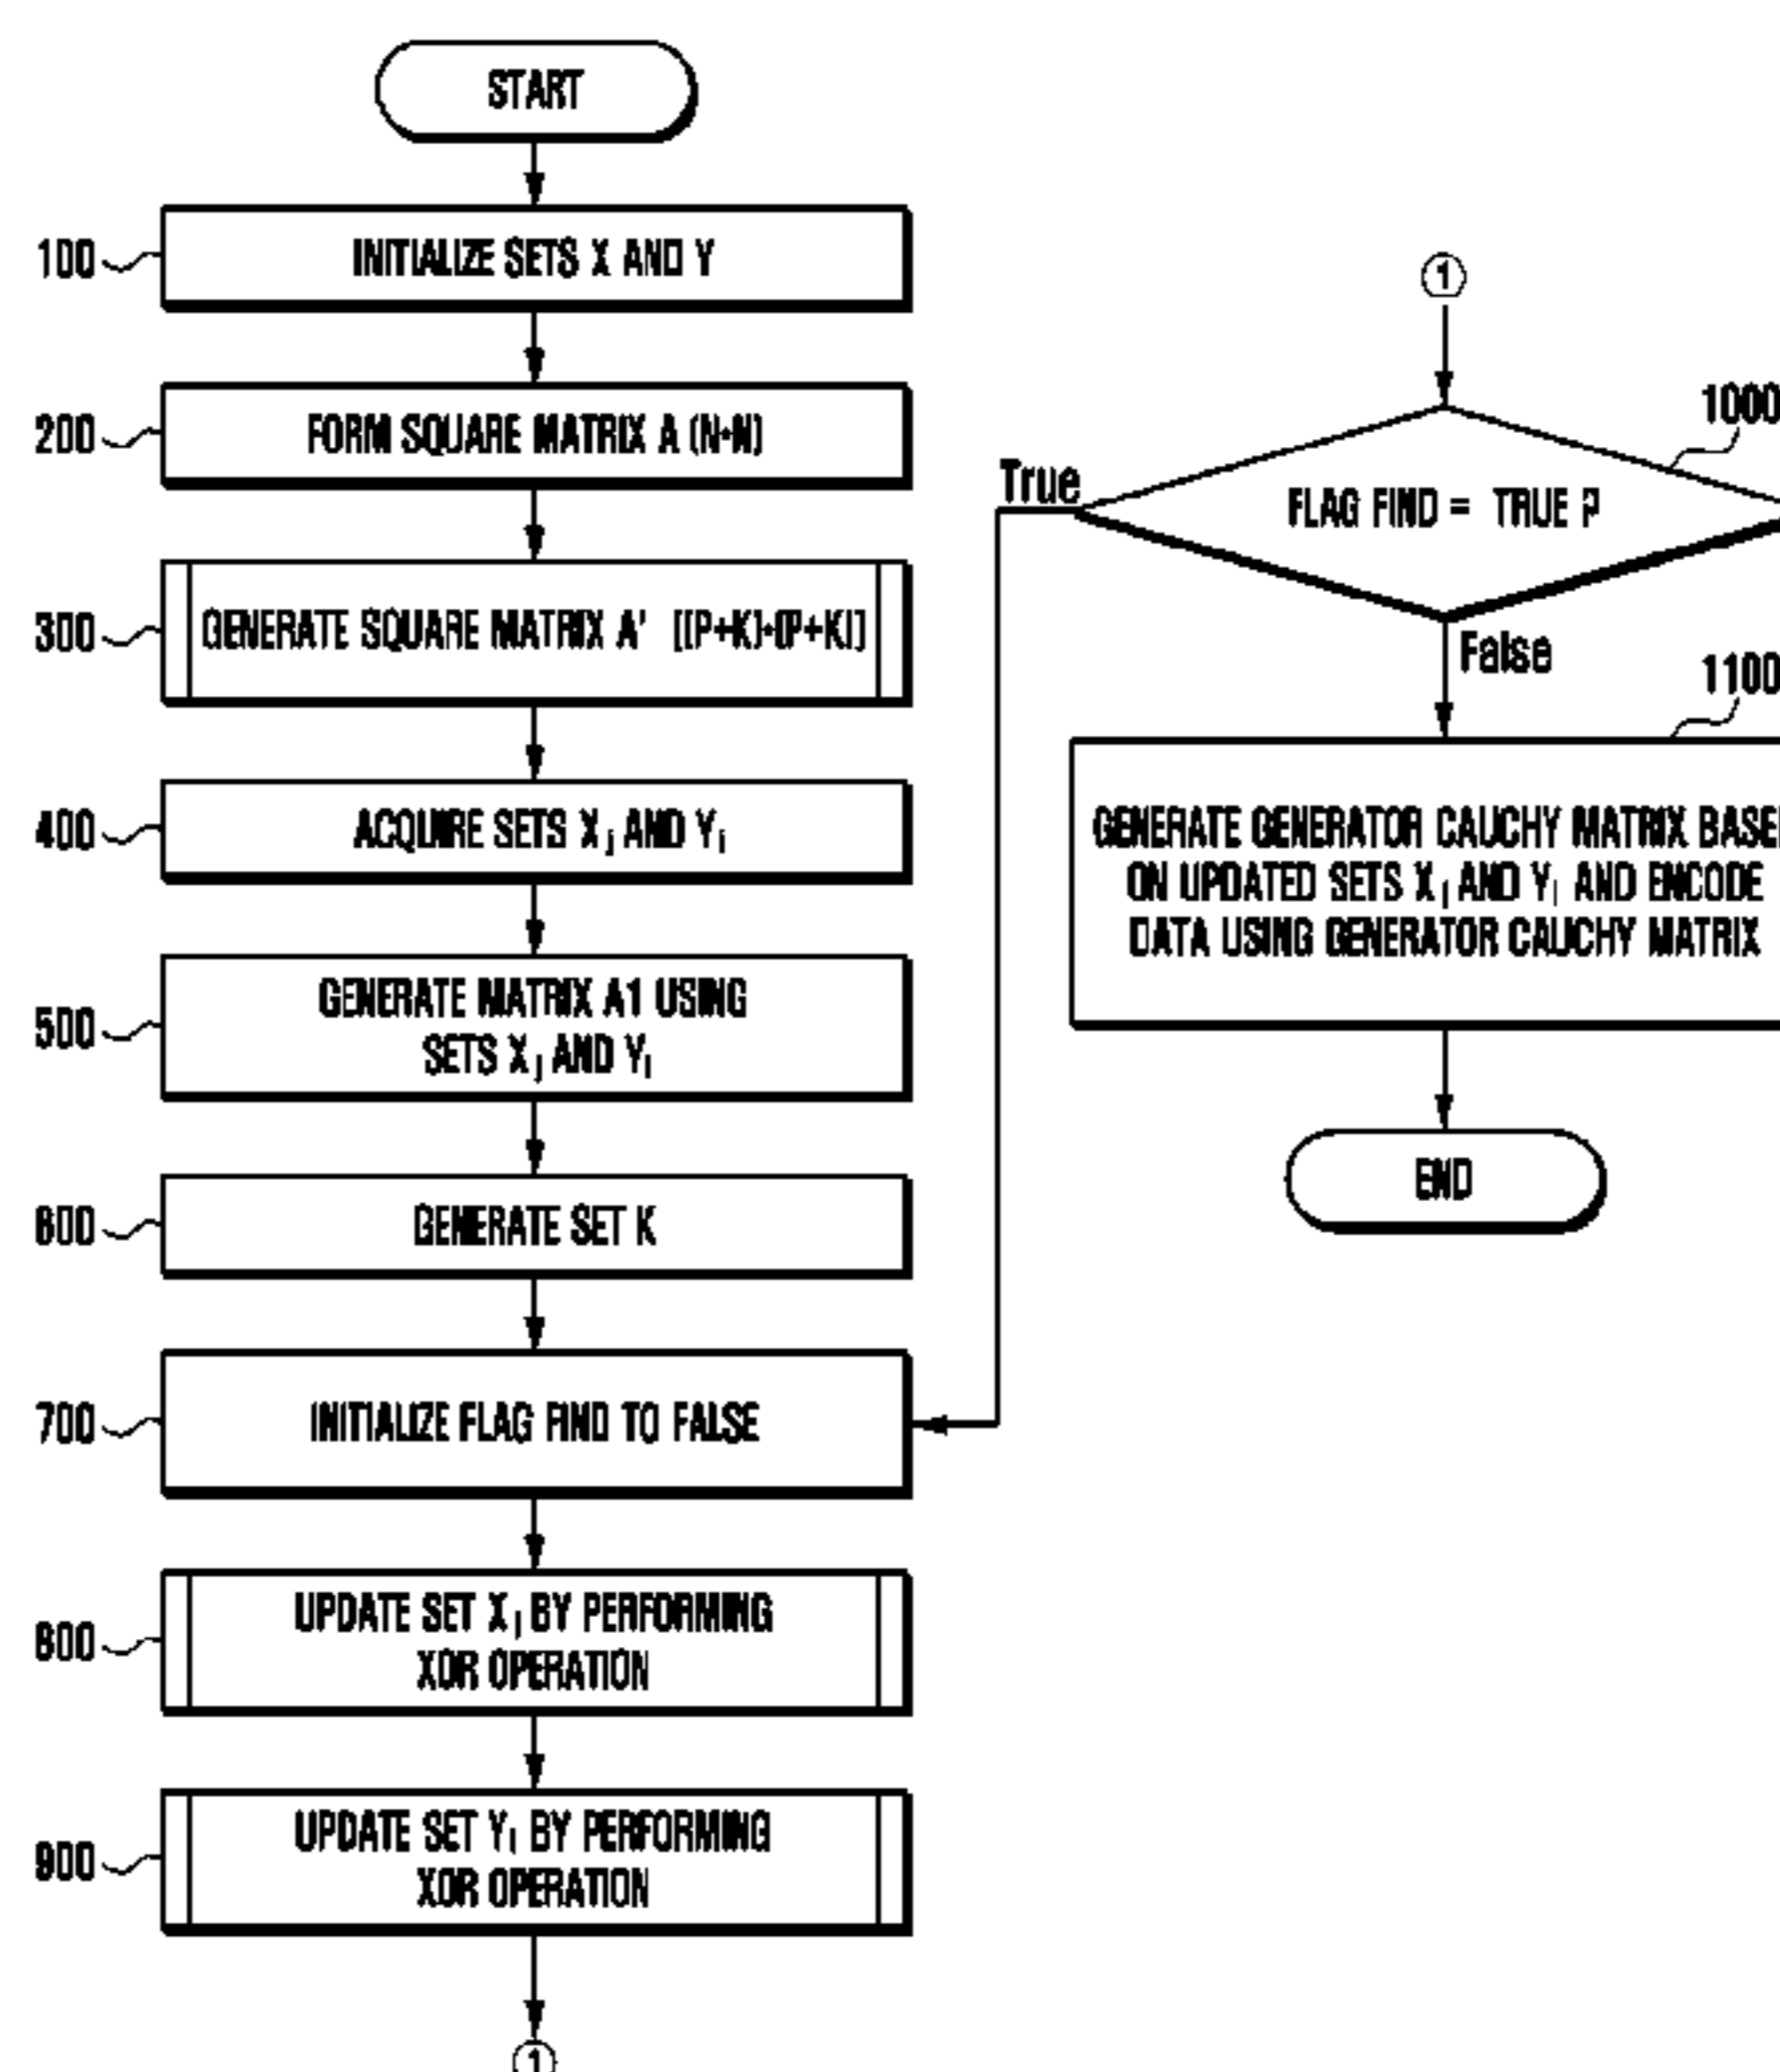 START
100
INITIALIZE SETS X AND Y
200
FORM SQUARE MATRIX A (N*N)
300
GENERATE SQUARE MATRIX A' [(P+K)*(P+K)]
400
ACQUIRE SETS Xj AND Yi
500
GENERATE MATRIX A1 USING
SETS Xj AND Yi
600
GENERATE SET K
700
INITIALIZE FLAG FIND TO FALSE
800
UPDATE SET Xj BY PERFORMING
XOR OPERATION
900
UPDATE SET Yi BY PERFORMING
XOR OPERATION
1
1
1000
True
FLAG FIND = TRUE ?
False
1100
GENERATE GENERATOR CAUCHY MATRIX BASE
ON UPDATED SETS Xj AND Yi AND ENCODE
DATA USING GENERATOR CAUCHY MATRIX
END